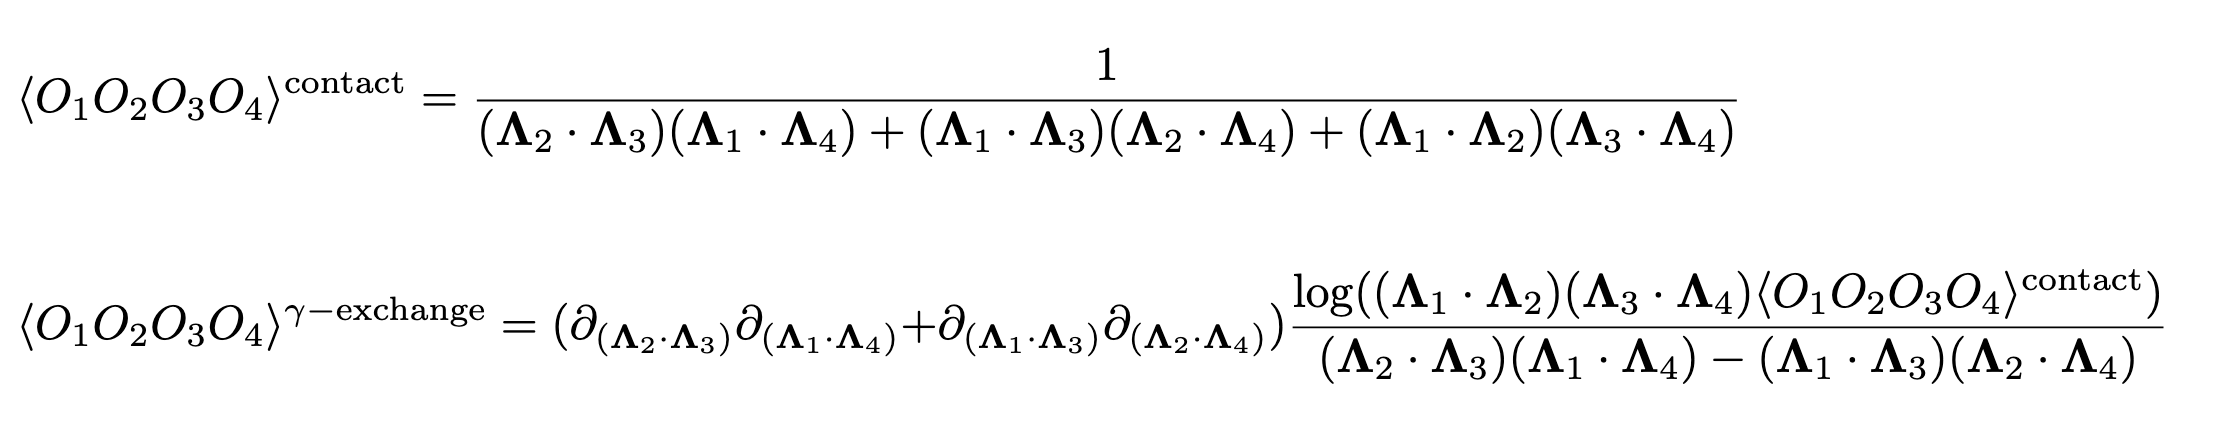 ⟨O₁O₂O₃O₄⟩^contact = 1 / ((Λ₂ · Λ₃)(Λ₁ · Λ₄) + (Λ₁ · Λ₃)(Λ₂ · Λ₄) + (Λ₁ · Λ₂)(Λ₃ · Λ₄))
⟨O₁O₂O₃O₄⟩^γ−exchange = (∂_(Λ₂·Λ₃) ∂_(Λ₁·Λ₄) + ∂_(Λ₁·Λ₃) ∂_(Λ₂·Λ₄)) log((Λ₁ · Λ₂)(Λ₃ · Λ₄)⟨O₁O₂O₃O₄⟩^contact) / ((Λ₂ · Λ₃)(Λ₁ · Λ₄) − (Λ₁ · Λ₃)(Λ₂ · Λ₄))